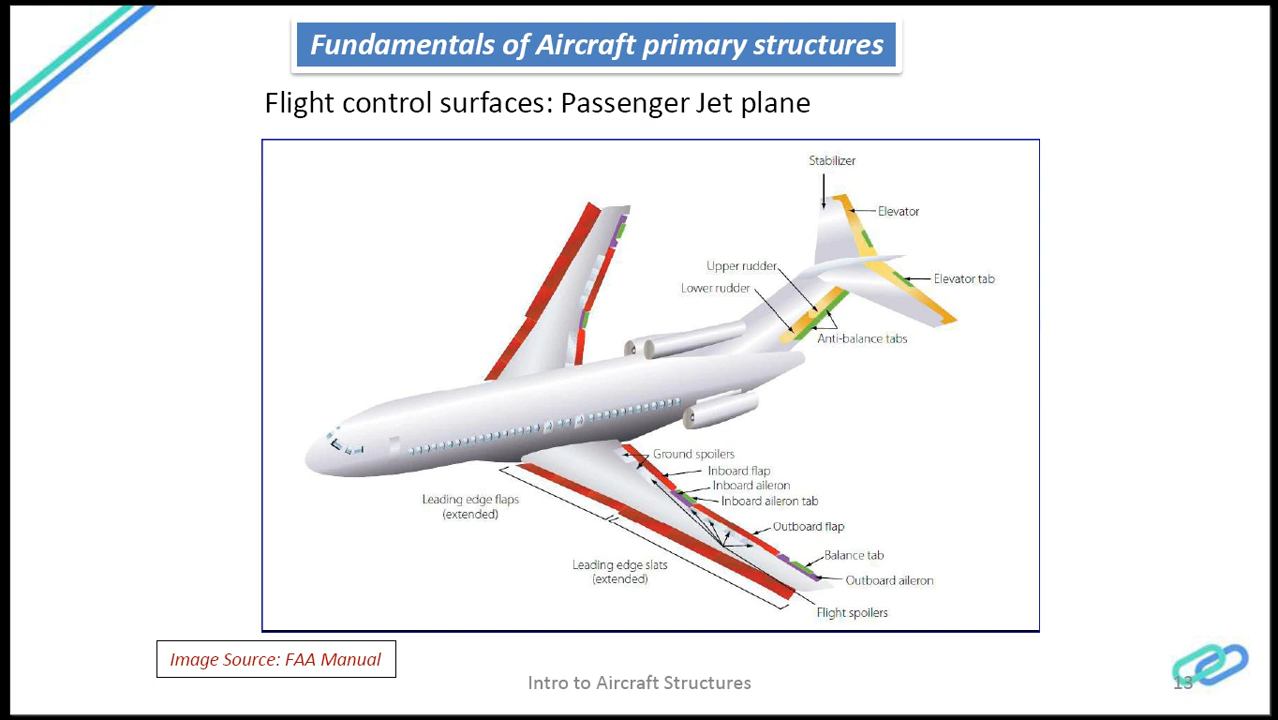 Fundamentals of Aircraft primary structures
Flight control surfaces: Passenger Jet plane
Stabilizer
Elevator
Upper rudder
Elevator tab
Lower rudder
Anti-balance tabs
Ground spoilers
Inboard flap
Inboard aileron
Leading edge flaps
(extended)
Inboard aileron tab
Outboard flap
Balance tab
Leading edge slats
(extended)
Outboard aileron
Flight spoilers
Image Source: FAA Manual
Intro to Aircraft Structures
13